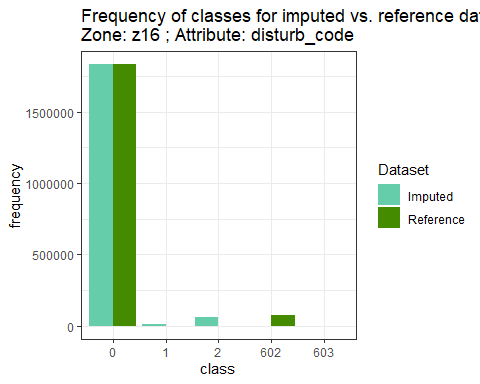 Frequency of classes for imputed vs. reference da
Zone: z16 ; Attribute: disturb_code
frequency
1500000
1000000
500000
0
0 1 2 602 603
class
Dataset
Imputed
Reference